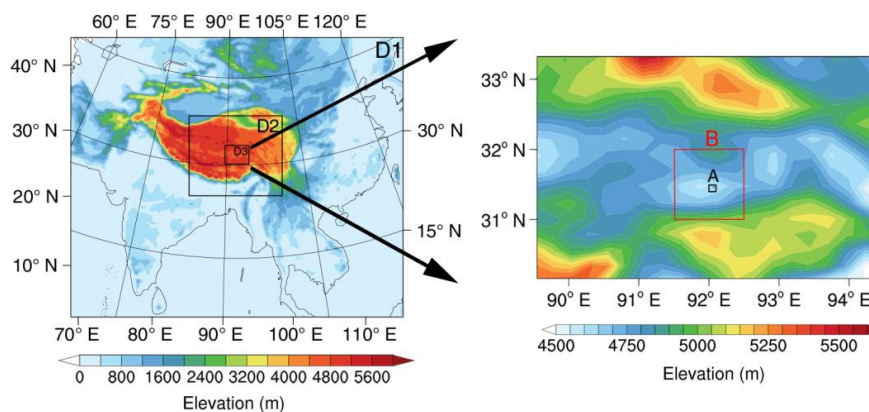 60° E 75° E 90° E 105° E 120° E
D1
40° N
30° N
20° N
10° N
D2
D3
30° N
15° N
70° E 80° E 90° E 100° E 110° E
0 800 1600 2400 3200 4000 4800 5600
Elevation (m)
33° N
32° N
31° N
B
A
90° E 91° E 92° E 93° E 94° E
4500 4750 5000 5250 5500
Elevation (m)